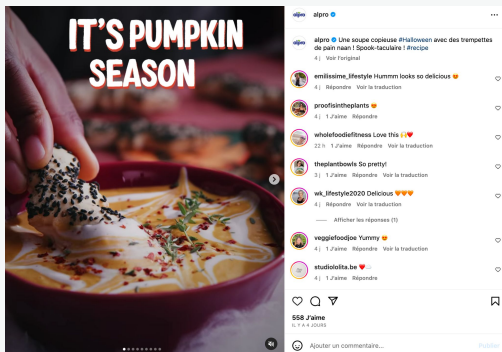 IT'S PUMPKIN
SEASON
alpro
alpro Une soupe copieuse #Halloween avec des trempettes
de pain naan ! Spook-taculaire ! #recipe
4 j Voir l'original
emilissime_lifestyle Hummm looks so delicious
4 j Répondre Voir la traduction
proofisintheplants
4 j 1 J'aime Répondre
wholefoodiefitness Love this
22 h 1 J'aime Répondre Voir la traduction
theplantbowls So pretty!
3 j 1 J'aime Répondre Voir la traduction
wk_lifestyle2020 Delicious
4 j Répondre Voir la traduction
Afficher les réponses (1)
veggiefoodjoe Yummy
4 j 1 J'aime Répondre Voir la traduction
studiololita.be
4 j 1 J'aime Répondre
558 J'aime
IL Y A 4 JOURS
Ajouter un commentaire...
Publier